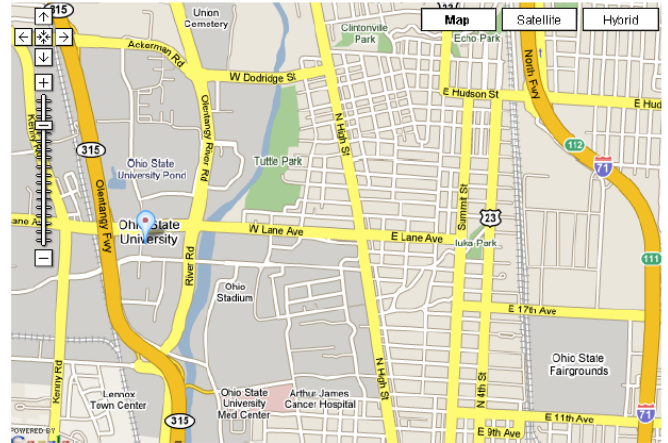 315
Union
Cemetery
Clintonville
Park
Map
Satellite
Hybrid
Echo Park
Ackerman Rd
W Dodridge St
E Hudson St
North Fwy
Kenny Rd
Olentangy River Rd
N High St
315
Ohio State
University Pond
Tuttle Park
112
71
Olentangy Fwy
Summit St
23
Ohio State
University
W Lane Ave
E Lane Ave
Iuka Park
River Rd
111
Ohio
Stadium
E 17th Ave
Kenny Rd
N High St
Ohio State
Fairgrounds
Lennox
Town Center
Ohio State
University
Med Center
Arthur James
Cancer Hospital
N 4th St
315
E 11th Ave
71
E 9th Ave
POWERED BY